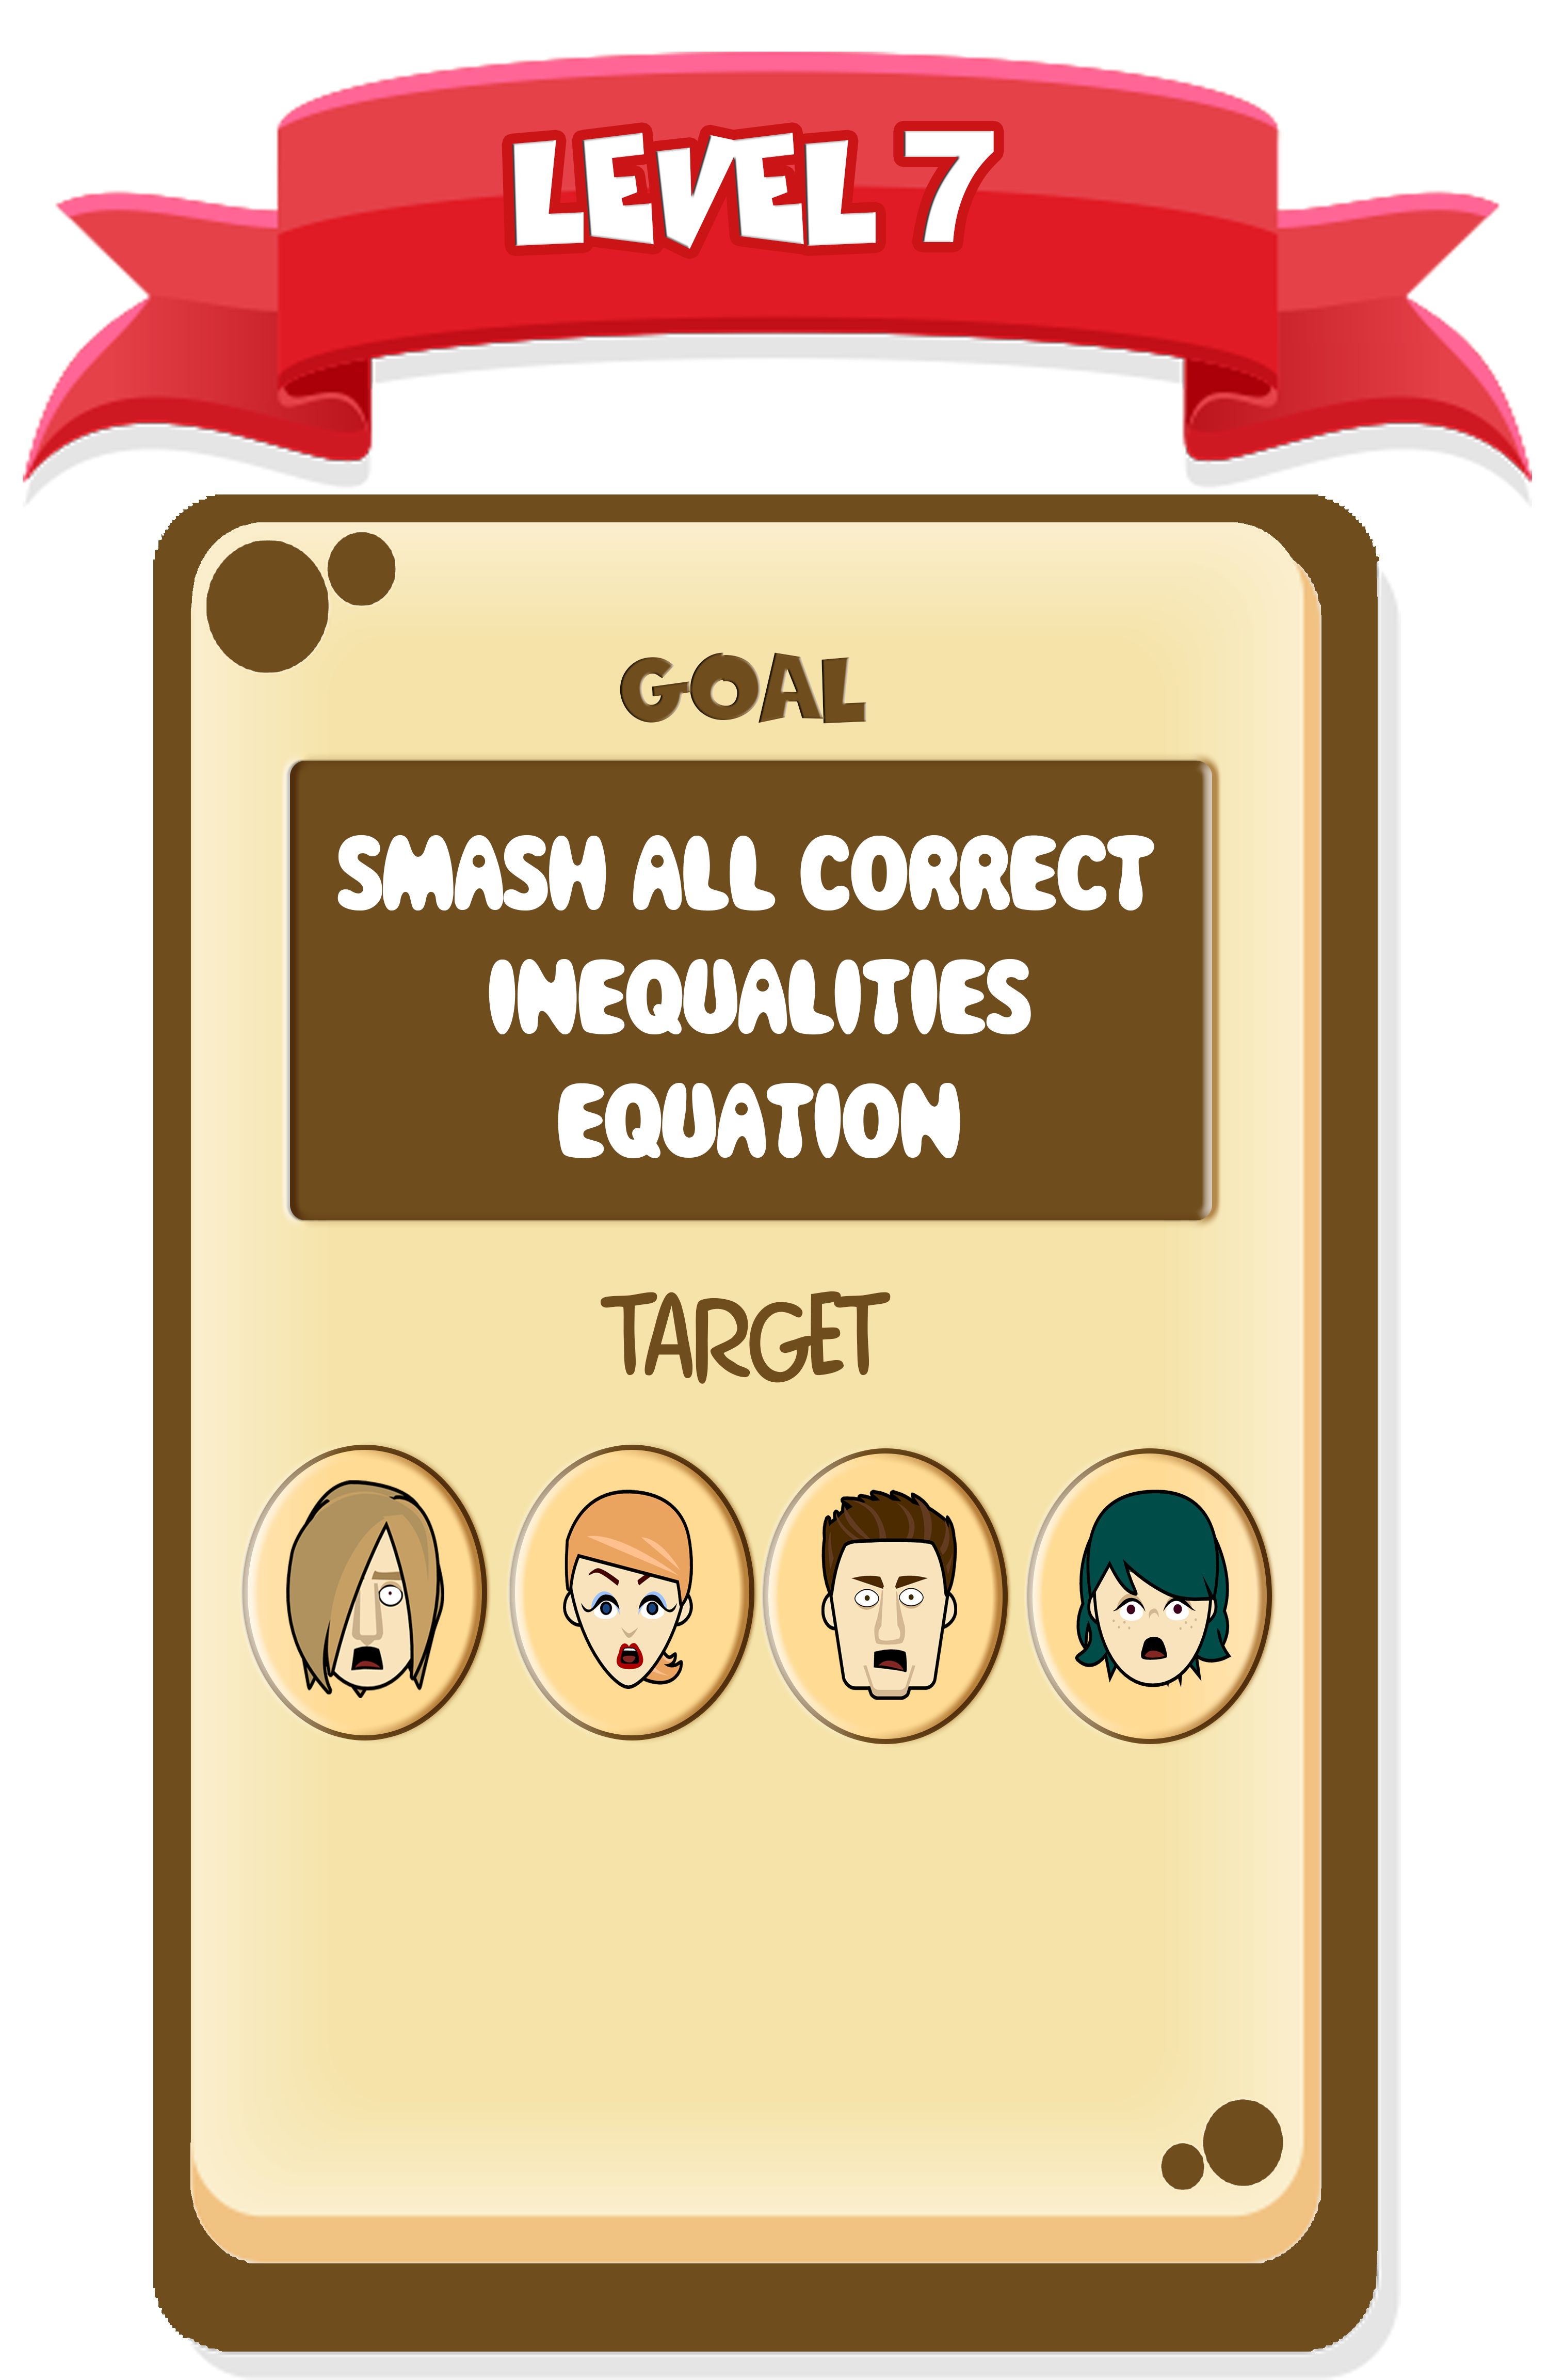 LEVEL 7
GOAL
SMASH ALL CORRECT
INEQUALITIES
EQUATION
TARGET